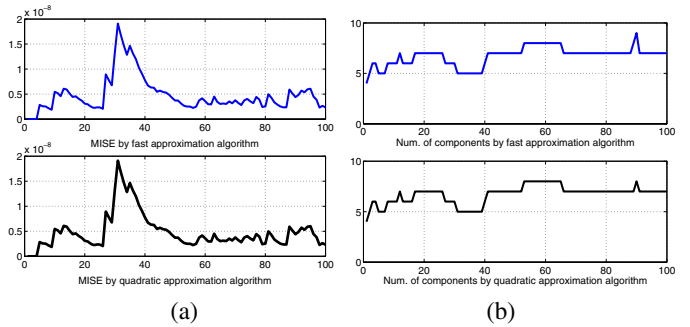 x 10⁻⁸
2
1.5
1
0.5
0
0 20 40 60 80 100
MISE by fast approximation algorithm
x 10⁻⁸
2
1.5
1
0.5
0
0 20 40 60 80 100
MISE by quadratic approximation algorithm
(a)
10
5
0
0 20 40 60 80 100
Num. of components by fast approximation algorithm
10
5
0
0 20 40 60 80 100
Num. of components by quadratic approximation algorithm
(b)